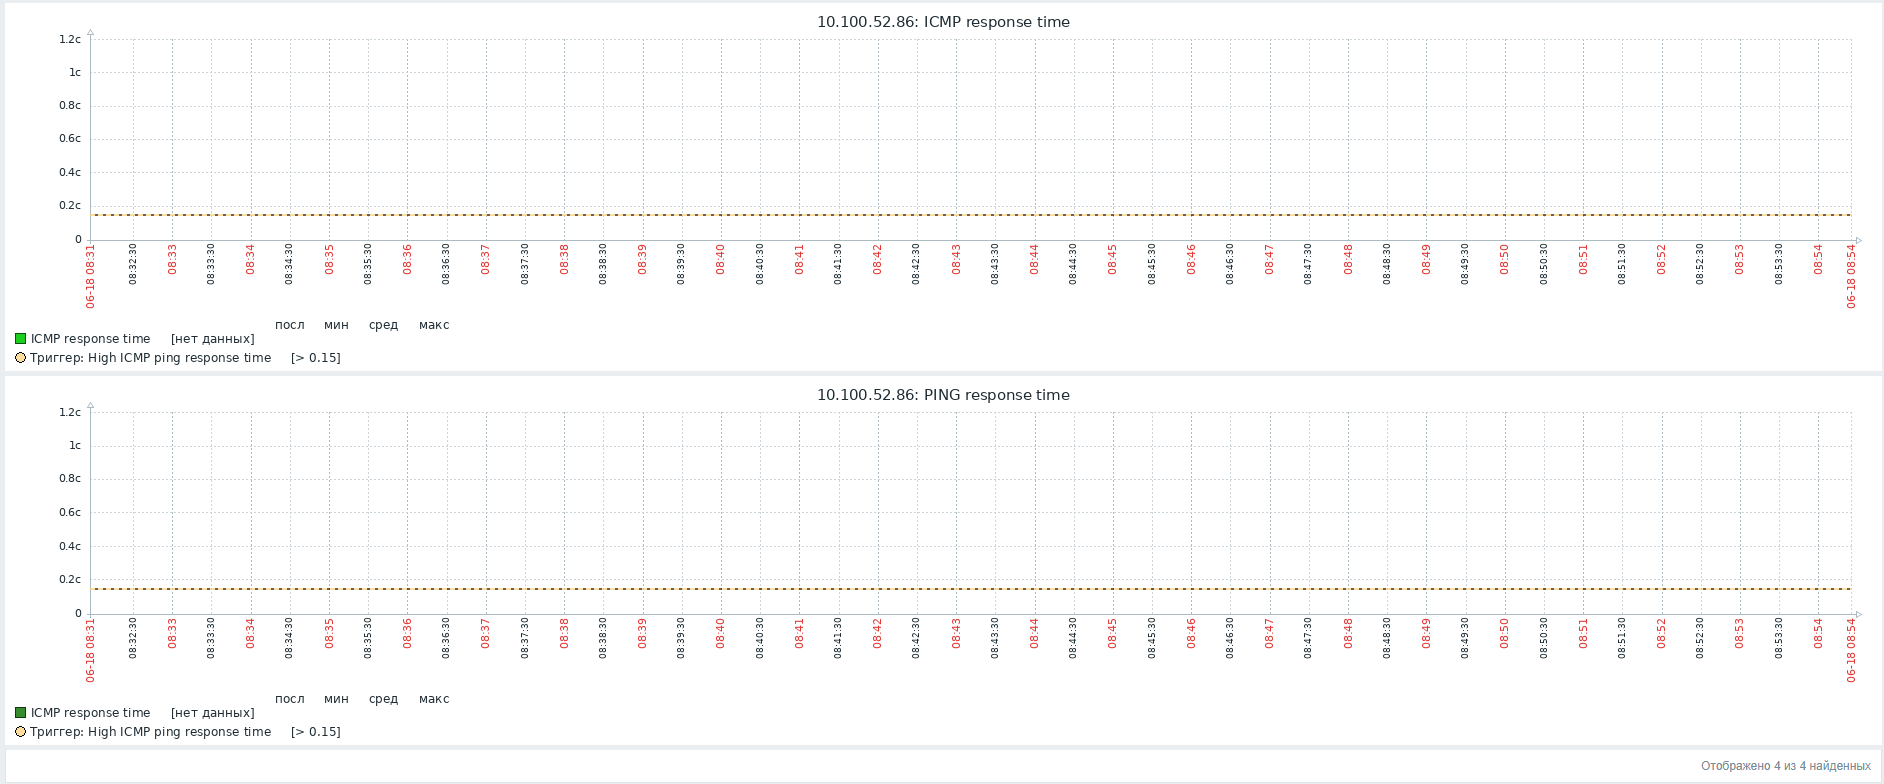 10.100.52.86: ICMP response time
1.2с
1с
0.8с
0.6с
0.4с
0.2с
0
06-18 08:31 08:32:30 08:33 08:33:30 08:34 08:34:30 08:35 08:35:30 08:36 08:36:30 08:37 08:37:30 08:38 08:38:30 08:39 08:39:30 08:40 08:40:30 08:41 08:41:30 08:42 08:42:30 08:43 08:43:30 08:44 08:44:30 08:45 08:45:30 08:46 08:46:30 08:47 08:47:30 08:48 08:48:30 08:49 08:49:30 08:50 08:50:30 08:51 08:51:30 08:52 08:52:30 08:53 08:53:30 08:54 06-18 08:54
посл мин сред макс
ICMP response time [нет данных]
Триггер: High ICMP ping response time [> 0.15]
10.100.52.86: PING response time
1.2с
1с
0.8с
0.6с
0.4с
0.2с
0
06-18 08:31 08:32:30 08:33 08:33:30 08:34 08:34:30 08:35 08:35:30 08:36 08:36:30 08:37 08:37:30 08:38 08:38:30 08:39 08:39:30 08:40 08:40:30 08:41 08:41:30 08:42 08:42:30 08:43 08:43:30 08:44 08:44:30 08:45 08:45:30 08:46 08:46:30 08:47 08:47:30 08:48 08:48:30 08:49 08:49:30 08:50 08:50:30 08:51 08:51:30 08:52 08:52:30 08:53 08:53:30 08:54 06-18 08:54
посл мин сред макс
ICMP response time [нет данных]
Триггер: High ICMP ping response time [> 0.15]
Отображено 4 из 4 найденных